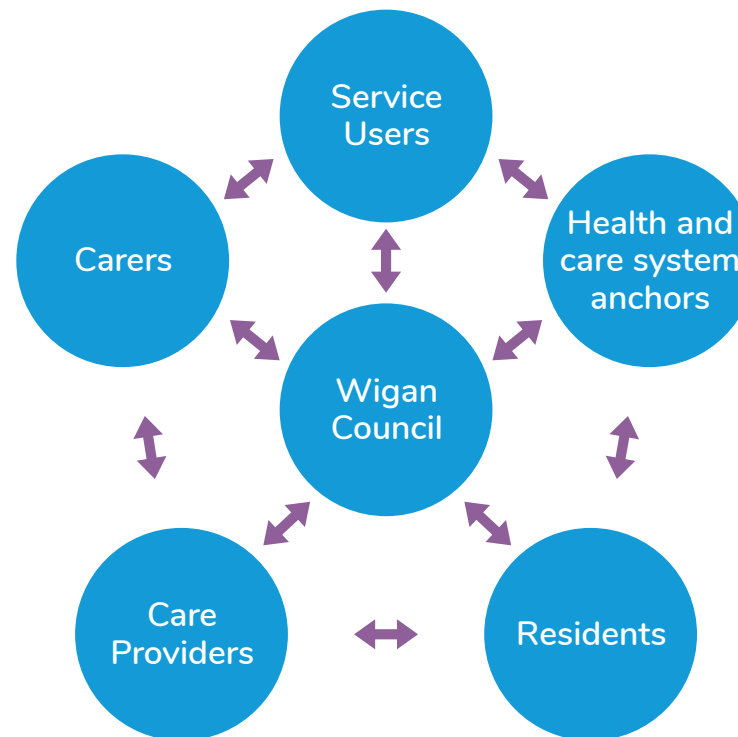 Service
Users
Carers
Health and
care system
anchors
Wigan
Council
Care
Providers
Residents